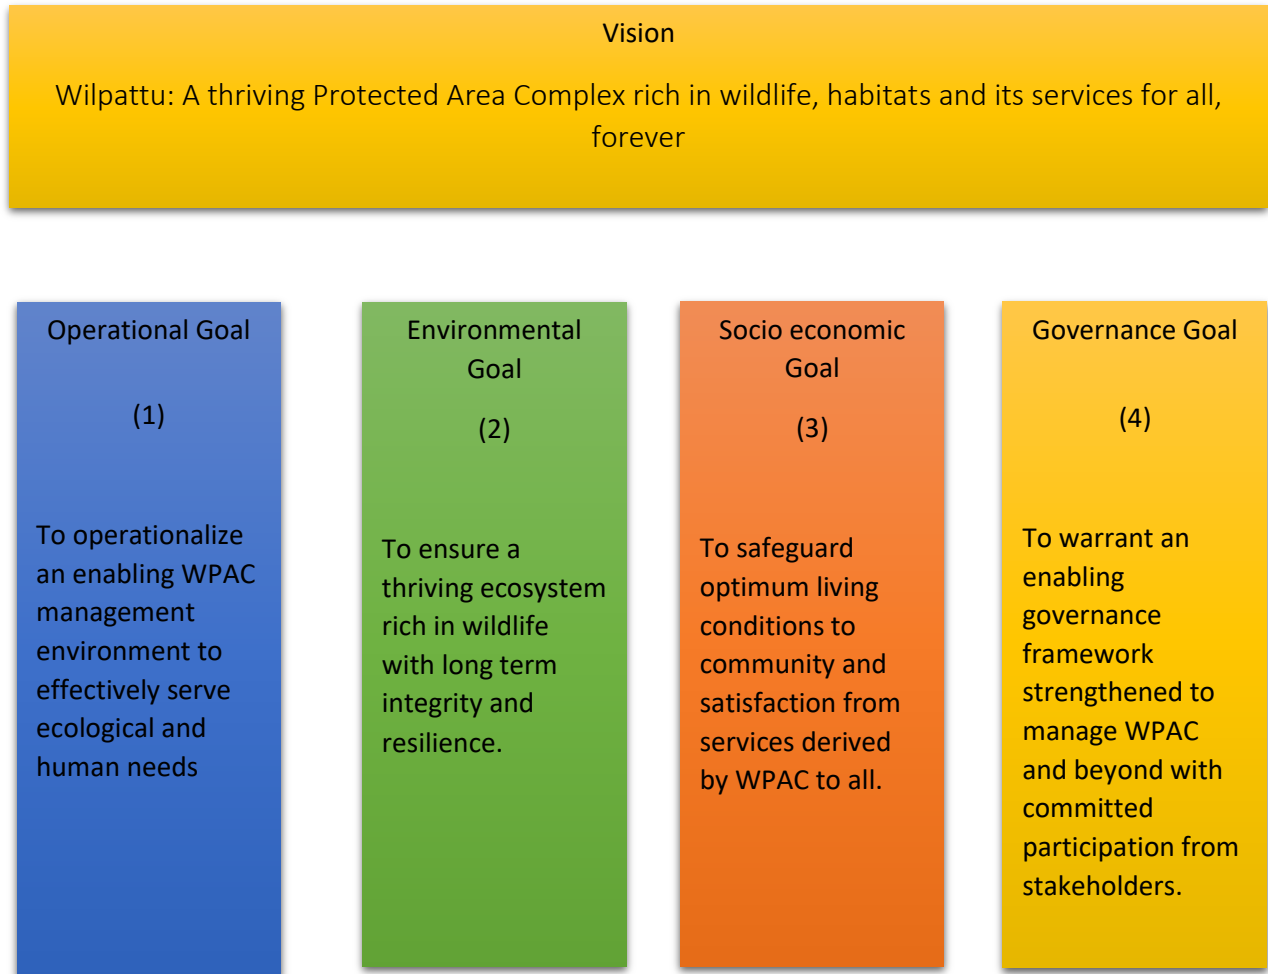 Vision
Wilpattu: A thriving Protected Area Complex rich in wildlife, habitats and its services for all,
forever
Operational Goal
(1)
To operationalize
an enabling WPAC
management
environment to
effectively serve
ecological and
human needs
Environmental
Goal
(2)
To ensure a
thriving ecosystem
rich in wildlife
with long term
integrity and
resilience.
Socio economic
Goal
(3)
To safeguard
optimum living
conditions to
community and
satisfaction from
services derived
by WPAC to all.
Governance Goal
(4)
To warrant an
enabling
governance
framework
strengthened to
manage WPAC
and beyond with
committed
participation from
stakeholders.